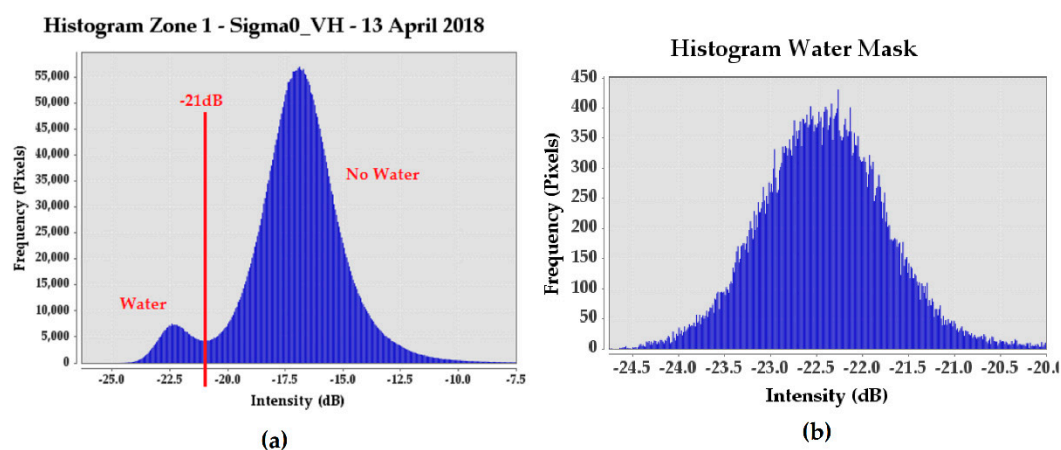 Histogram Zone 1 - Sigma0_VH - 13 April 2018
55,000
50,000
45,000
40,000
35,000
30,000
25,000
20,000
15,000
10,000
5,000
0
Frequency (Pixels)
-21dB
No Water
Water
-25.0 -22.5 -20.0 -17.5 -15.0 -12.5 -10.0 -7.5
Intensity (dB)
(a)
Histogram Water Mask
450
400
350
300
250
200
150
100
50
0
Frequency (Pixels)
-24.5 -24.0 -23.5 -23.0 -22.5 -22.0 -21.5 -21.0 -20.5 -20.
Intensity (dB)
(b)